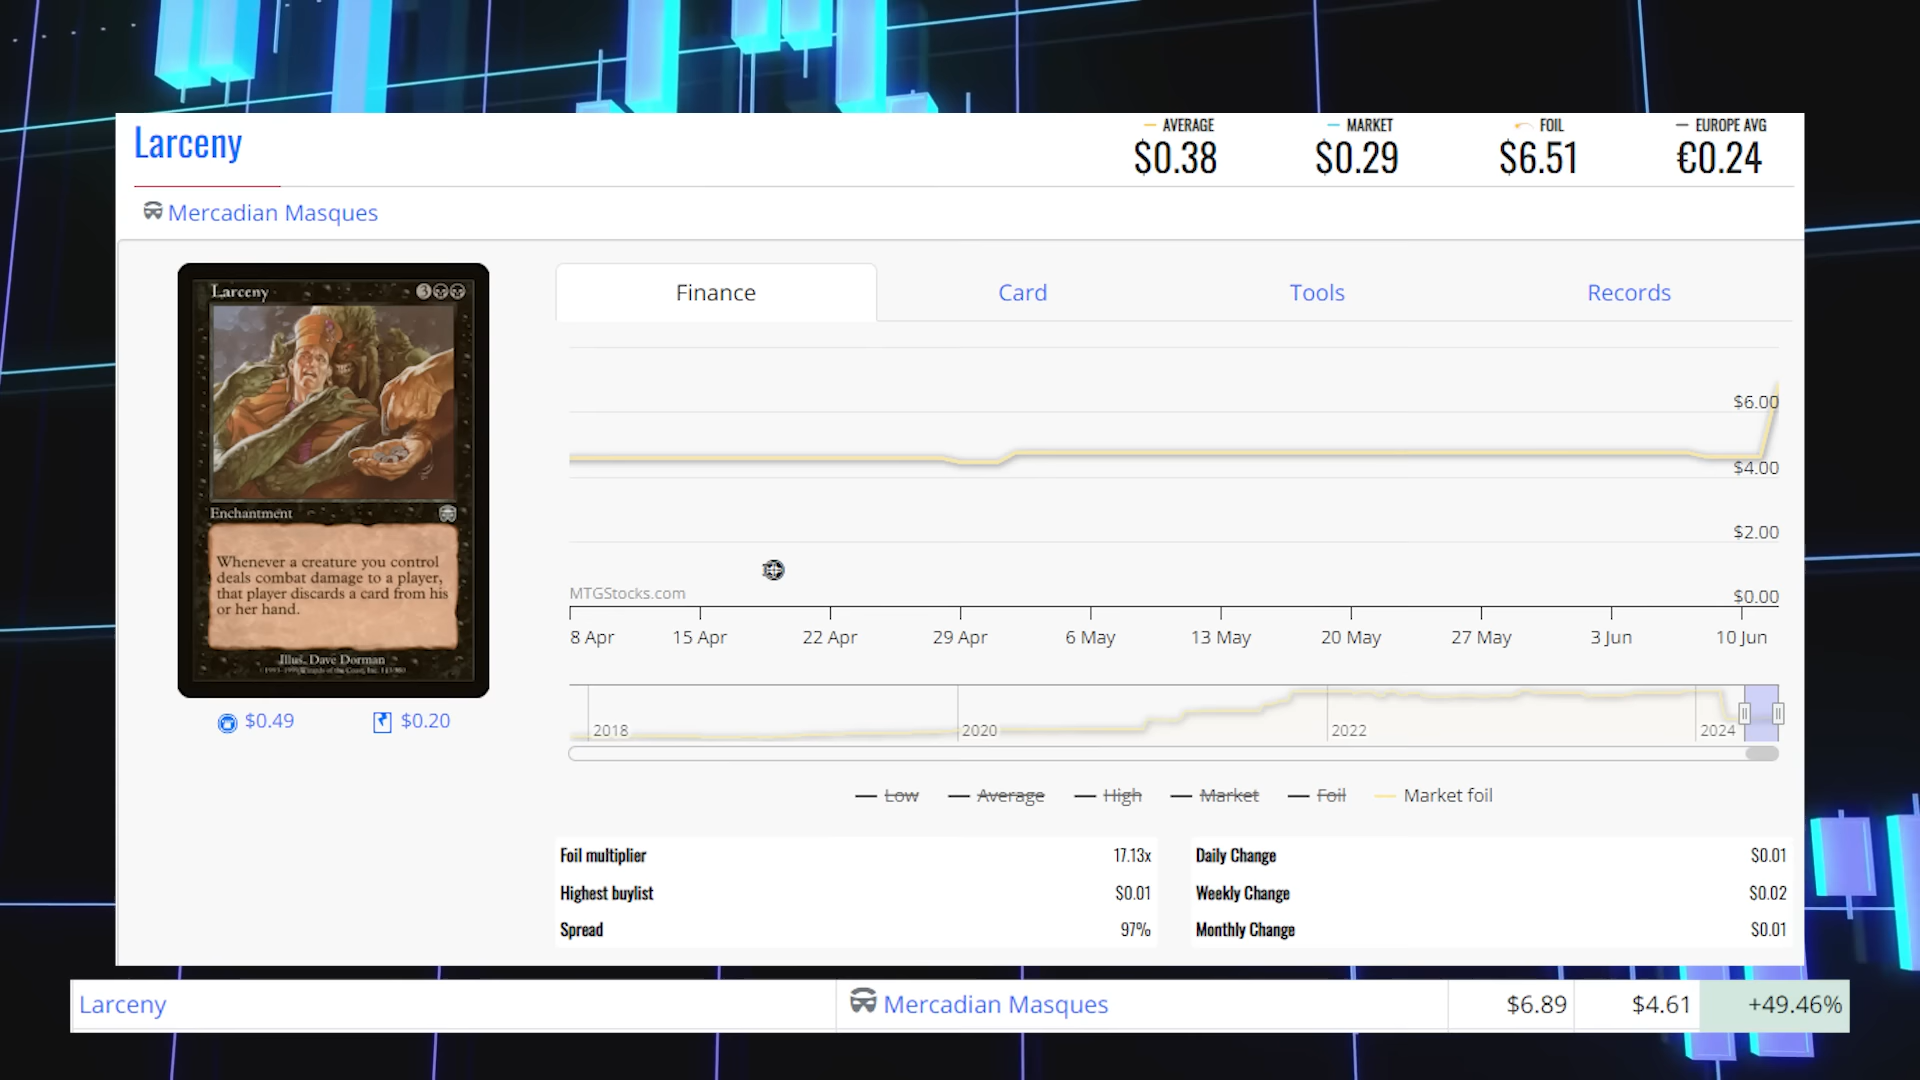 Larceny
AVERAGE
$0.38
MARKET
$0.29
FOIL
$6.51
EUROPE AVG
€0.24
Mercadian Masques
Larceny 3
Enchantment
Whenever a creature you control
deals combat damage to a player,
that player discards a card from his
or her hand.
Illus. Dave Dorman
$0.49 $0.20
Finance Card Tools Records
$6.00
$4.00
$2.00
$0.00
MTGStocks.com
8 Apr 15 Apr 22 Apr 29 Apr 6 May 13 May 20 May 27 May 3 Jun 10 Jun
2018 2020 2022 2024
Low Average High Market Foil Market foil
Foil multiplier 17.13x
Highest buylist $0.01
Spread 97%
Daily Change $0.01
Weekly Change $0.02
Monthly Change $0.01
Larceny Mercadian Masques $6.89 $4.61 +49.46%